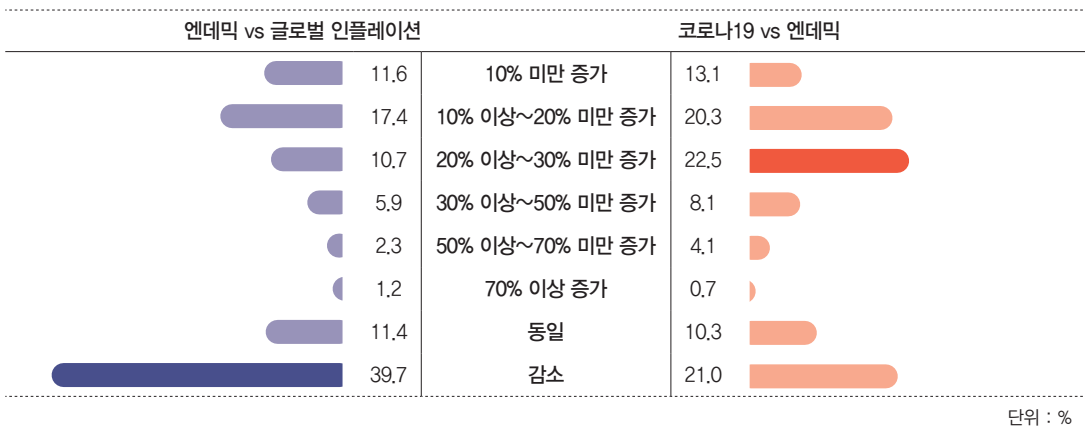 엔데믹 vs 글로벌 인플레이션 코로나19 vs 엔데믹
11.6 10% 미만 증가 13.1
17.4 10% 이상~20% 미만 증가 20.3
10.7 20% 이상~30% 미만 증가 22.5
5.9 30% 이상~50% 미만 증가 8.1
2.3 50% 이상~70% 미만 증가 4.1
1.2 70% 이상 증가 0.7
11.4 동일 10.3
39.7 감소 21.0
단위 : %